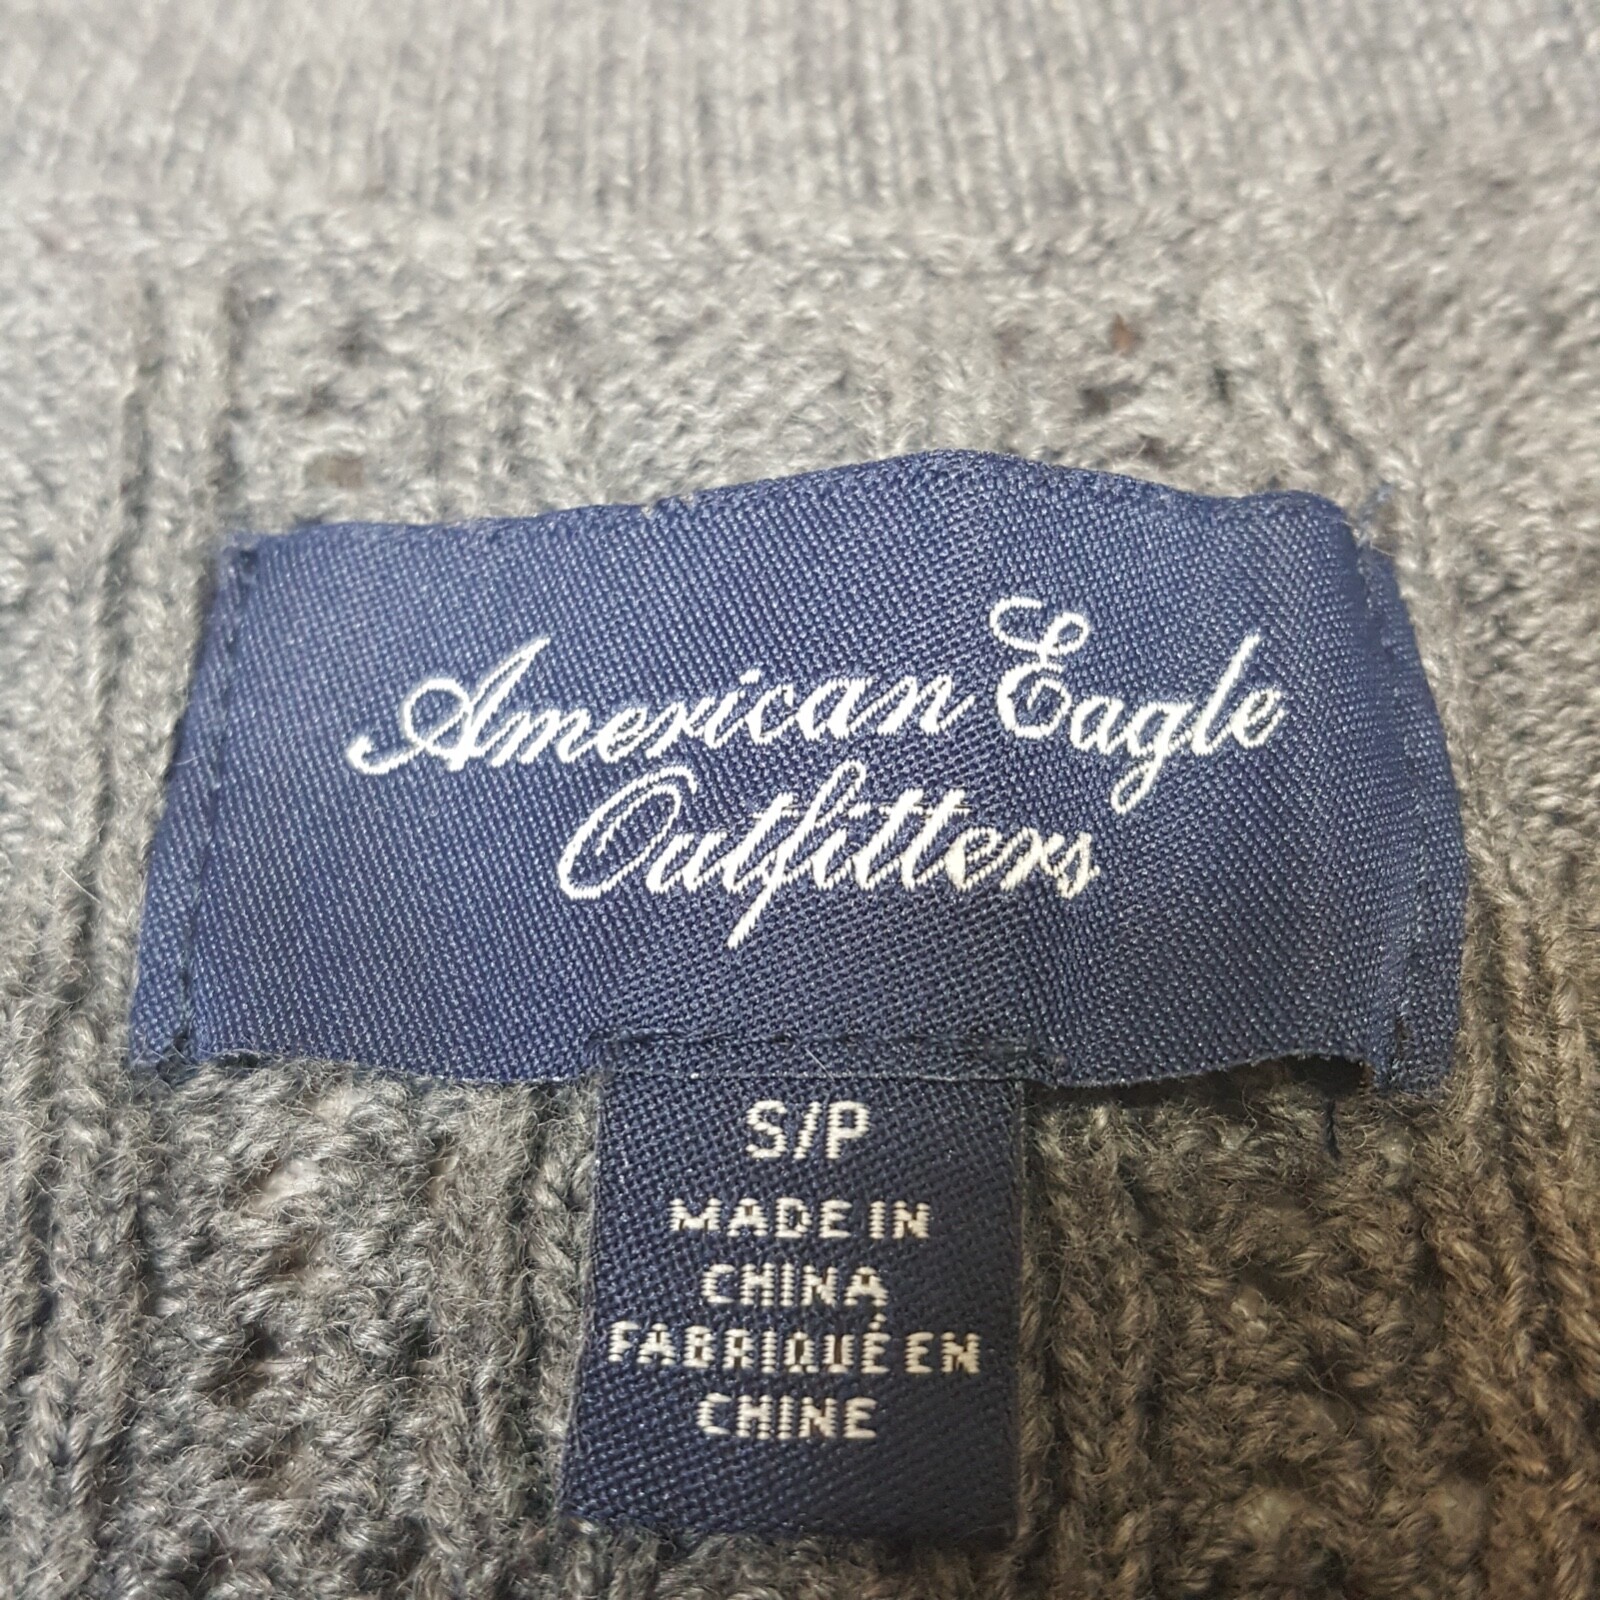 American Eagle
Outfitters
S/P
MADE IN
CHINA
FABRIQUÉ EN
CHINE